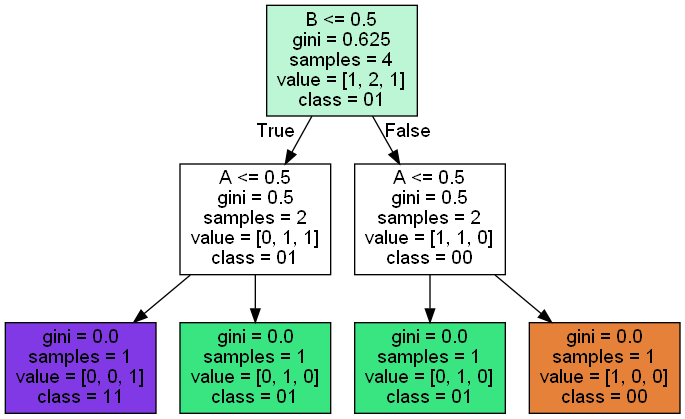 B <= 0.5
gini = 0.625
samples = 4
value = [1, 2, 1]
class = 01
True
False
A <= 0.5
gini = 0.5
samples = 2
value = [0, 1, 1]
class = 01
A <= 0.5
gini = 0.5
samples = 2
value = [1, 1, 0]
class = 00
gini = 0.0
samples = 1
value = [0, 0, 1]
class = 11
gini = 0.0
samples = 1
value = [0, 1, 0]
class = 01
gini = 0.0
samples = 1
value = [0, 1, 0]
class = 01
gini = 0.0
samples = 1
value = [1, 0, 0]
class = 00